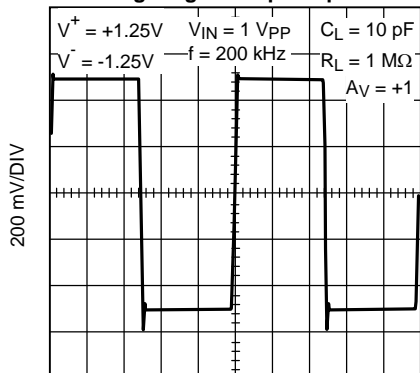 V+ = +1.25V
V- = -1.25V
VIN = 1 VPP
f = 200 kHz
CL = 10 pF
RL = 1 MΩ
AV = +1
200 mV/DIV